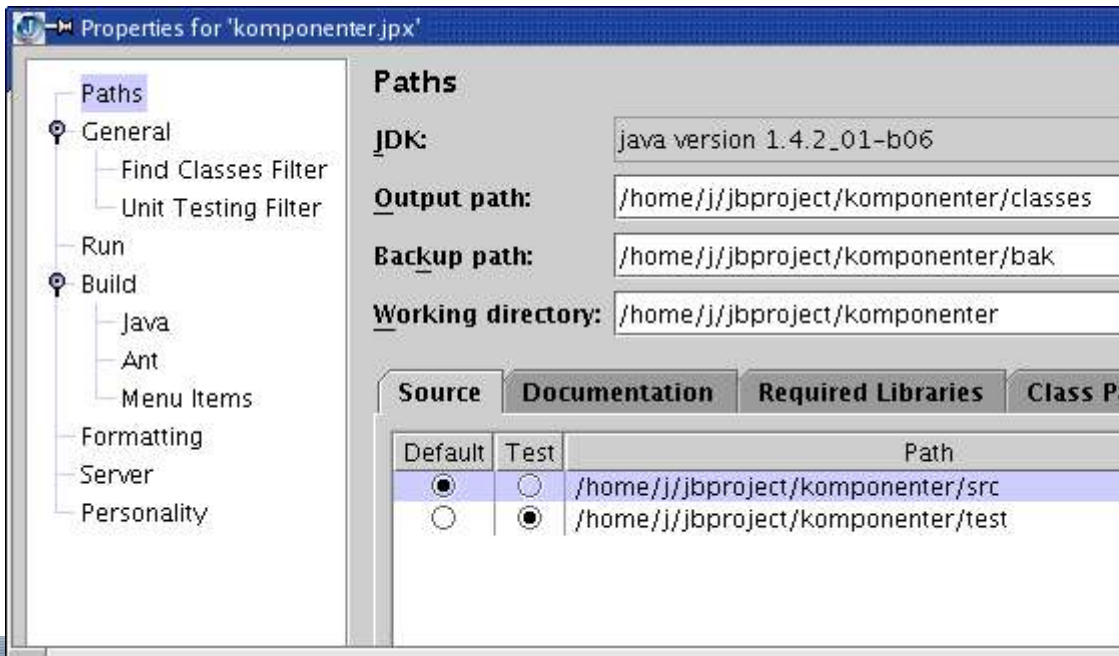 Properties for 'komponenter.jpx'
Paths
General
Find Classes Filter
Unit Testing Filter
Run
Build
Java
Ant
Menu Items
Formatting
Server
Personality
Paths
JDK: java version 1.4.2_01-b06
Output path: /home/j/jbproject/komponenter/classes
Backup path: /home/j/jbproject/komponenter/bak
Working directory: /home/j/jbproject/komponenter
Source Documentation Required Libraries Class P
Default Test Path
/home/j/jbproject/komponenter/src
/home/j/jbproject/komponenter/test